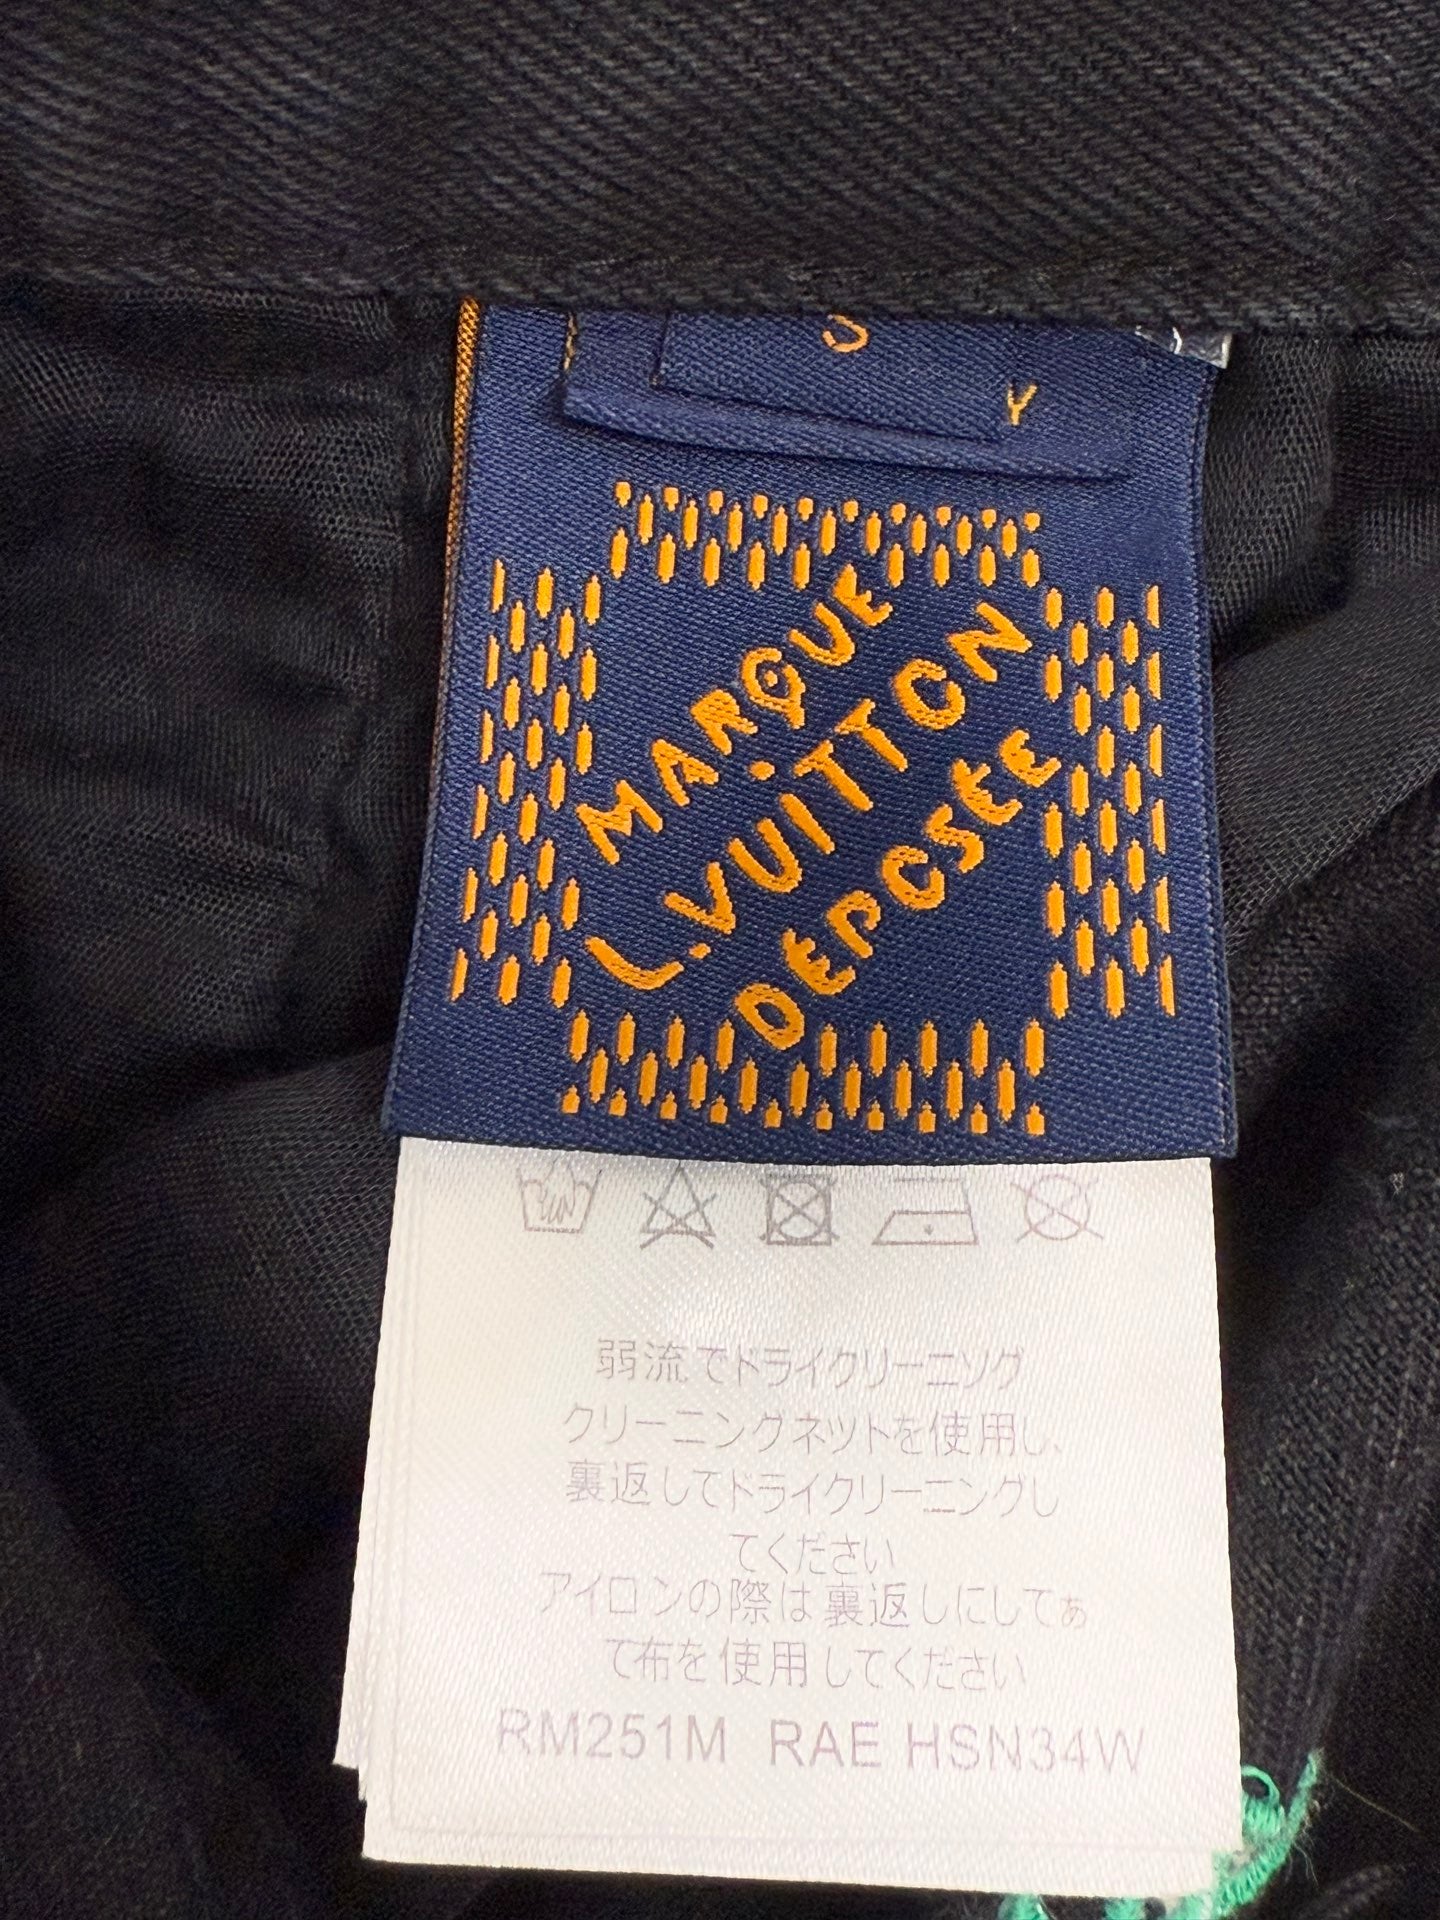 Y
MARQUE
L.VUITTON
DEPOSEE
弱流でドライクリーニング
クリーニングネットを使用し、
裏返してドライクリーニングし
てください
アイロンの際は裏返しにしてあ
て布を使用してください
RM251M RAE HSN34W